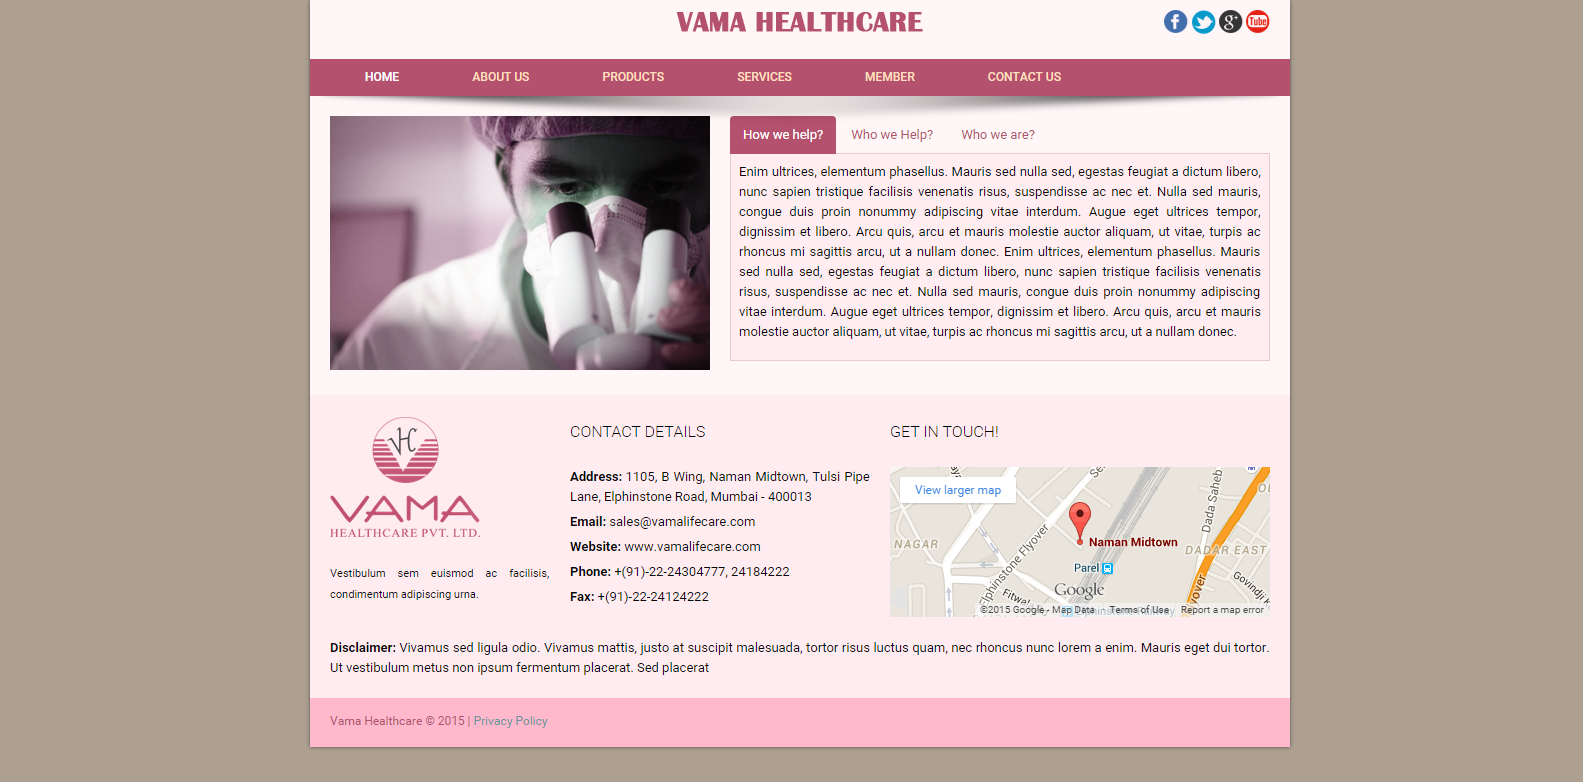 VAMA HEALTHCARE
f
g+
You
Tube
HOME ABOUT US PRODUCTS SERVICES MEMBER CONTACT US
How we help? Who we Help? Who we are?
Enim ultrices, elementum phasellus. Mauris sed nulla sed, egestas feugiat a dictum libero,
nunc sapien tristique facilisis venenatis risus, suspendisse ac nec et. Nulla sed mauris,
congue duis proin nonummy adipiscing vitae interdum. Augue eget ultrices tempor,
dignissim et libero. Arcu quis, arcu et mauris molestie auctor aliquam, ut vitae, turpis ac
rhoncus mi sagittis arcu, ut a nullam donec. Enim ultrices, elementum phasellus. Mauris
sed nulla sed, egestas feugiat a dictum libero, nunc sapien tristique facilisis venenatis
risus, suspendisse ac nec et. Nulla sed mauris, congue duis proin nonummy adipiscing
vitae interdum. Augue eget ultrices tempor, dignissim et libero. Arcu quis, arcu et mauris
molestie auctor aliquam, ut vitae, turpis ac rhoncus mi sagittis arcu, ut a nullam donec.
VHC
VAMA
HEALTHCARE PVT. LTD.
Vestibulum sem euismod ac facilisis,
condimentum adipiscing urna.
CONTACT DETAILS
Address: 1105, B Wing, Naman Midtown, Tulsi Pipe
Lane, Elphinstone Road, Mumbai - 400013
Email: sales@vamalifecare.com
Website: www.vamalifecare.com
Phone: +(91)-22-24304777, 24184222
Fax: +(91)-22-24124222
GET IN TOUCH!
View larger map
NAGAR
Elphinstone Flyover
Naman Midtown
Dada Saheb
DADAR EAST
Parel
Govindji K
Google
©2015 Google - Map Data Terms of Use Report a map error
Disclaimer: Vivamus sed ligula odio. Vivamus mattis, justo at suscipit malesuada, tortor risus luctus quam, nec rhoncus nunc lorem a enim. Mauris eget dui tortor.
Ut vestibulum metus non ipsum fermentum placerat. Sed placerat
Vama Healthcare © 2015 | Privacy Policy